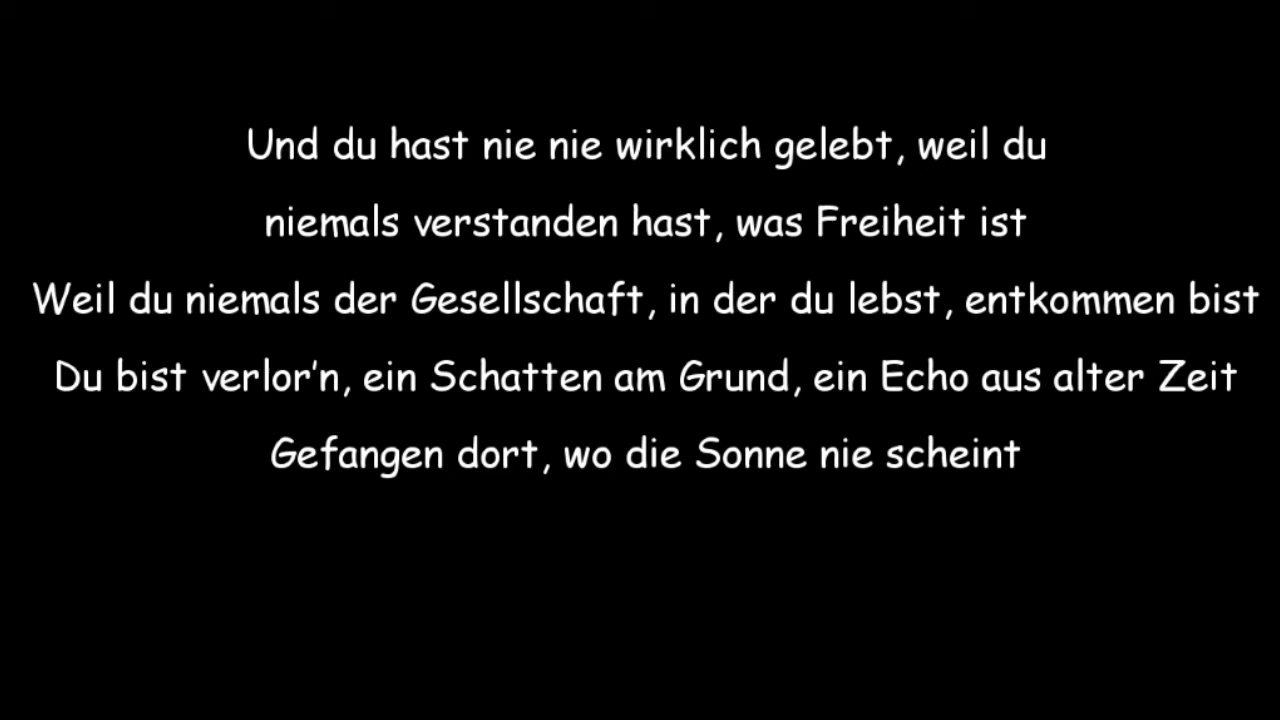 Und du hast nie nie wirklich gelebt, weil du
niemals verstanden hast, was Freiheit ist
Weil du niemals der Gesellschaft, in der du lebst, entkommen bist
Du bist verlor’n, ein Schatten am Grund, ein Echo aus alter Zeit
Gefangen dort, wo die Sonne nie scheint